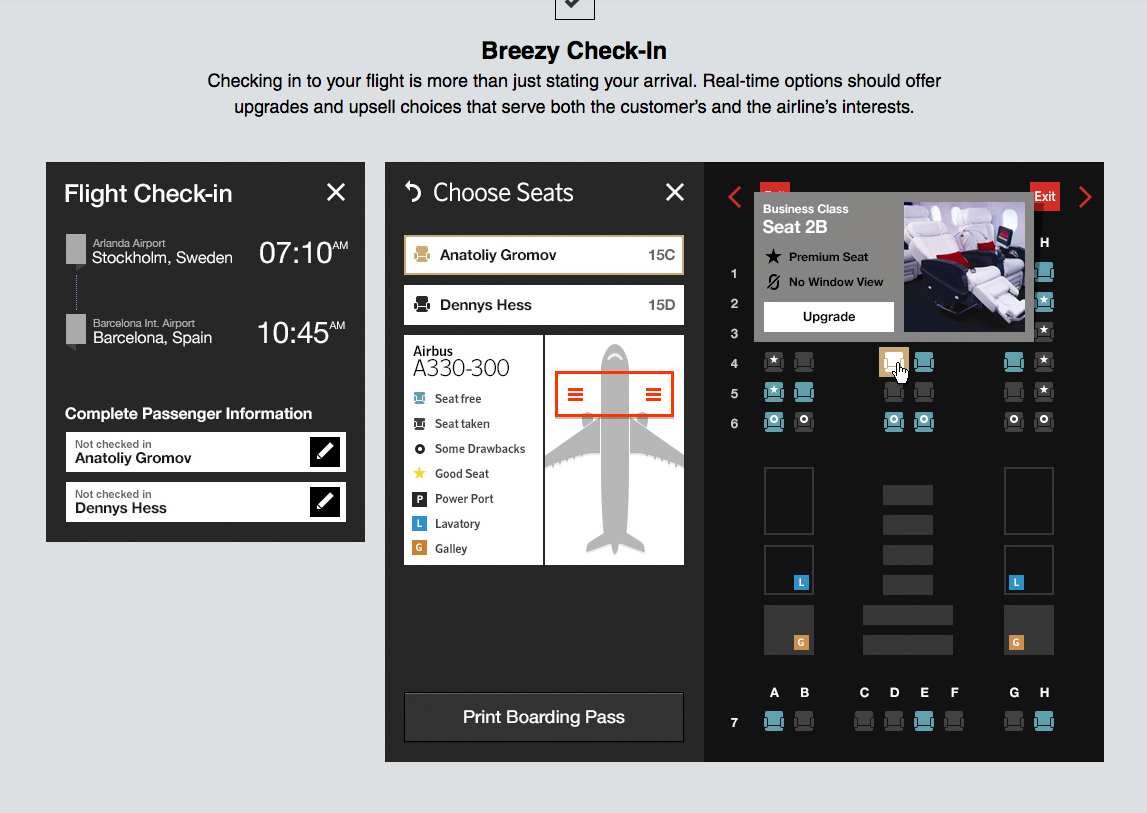 Breezy Check-In
Checking in to your flight is more than just stating your arrival. Real-time options should offer
upgrades and upsell choices that serve both the customer’s and the airline’s interests.
Flight Check-in
Arlanda Airport
Stockholm, Sweden
07:10AM
Barcelona Int. Airport
Barcelona, Spain
10:45AM
Complete Passenger Information
Not checked in
Anatoliy Gromov
Not checked in
Dennys Hess
Choose Seats
Anatoliy Gromov 15C
Dennys Hess 15D
Airbus
A330-300
Seat free
Seat taken
Some Drawbacks
Good Seat
P Power Port
L Lavatory
G Galley
Print Boarding Pass
Exit
Business Class
Seat 2B
Premium Seat
No Window View
Upgrade
H
1
2
3
4
5
6
L L
G G
A B C D E F G H
7